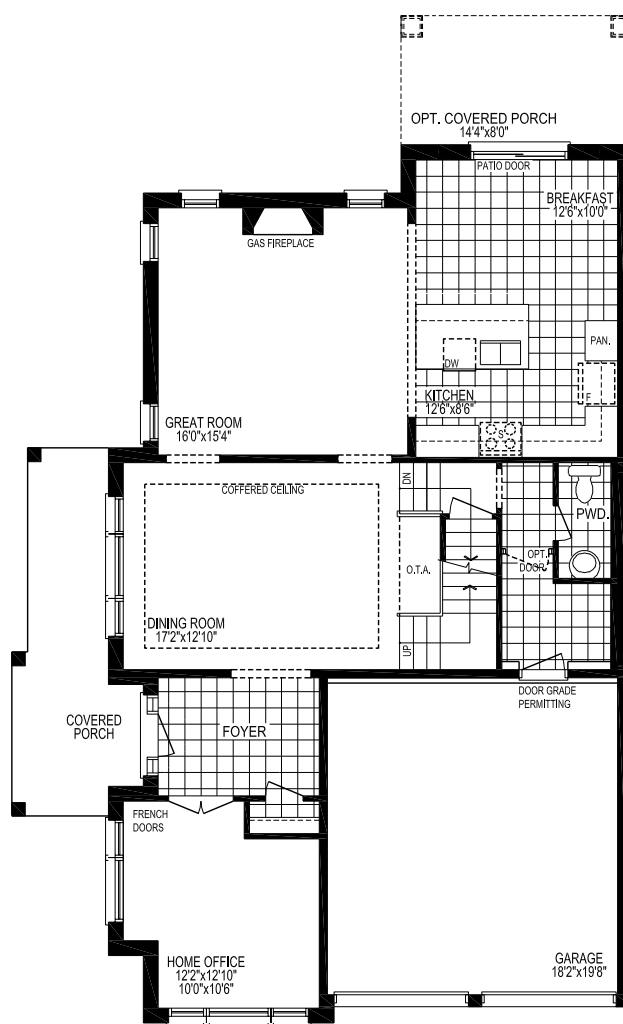 OPT. COVERED PORCH
14'4"x8'0"
PATIO DOOR
BREAKFAST
12'6"x10'0"
GAS FIREPLACE
PAN.
DW
F
KITCHEN
12'6"x8'6"
S
GREAT ROOM
16'0"x15'4"
COFFERED CEILING
DN
PWD.
OPT.
DOOR
O.T.A.
DINING ROOM
17'2"x12'10"
UP
DOOR GRADE
PERMITTING
COVERED
PORCH
FOYER
FRENCH
DOORS
HOME OFFICE
12'2"x12'10"
10'0"x10'6"
GARAGE
18'2"x19'8"